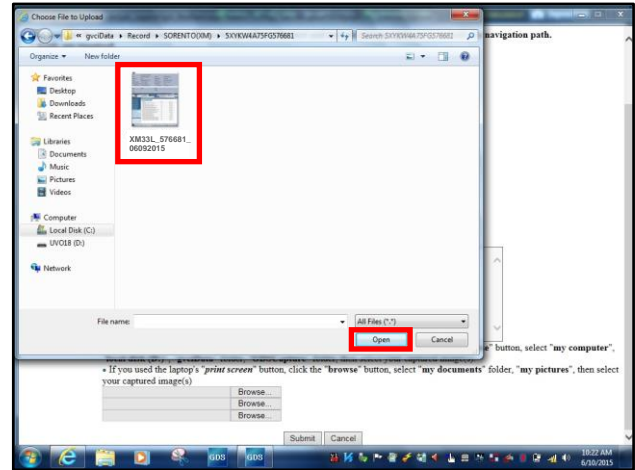 Choose File to Upload
« gvciData ▸ Record ▸ SORENTO(XM) ▸ 5XYKW4A75FG576681
Search 5XYKW4A75FG576681
navigation path.
Organize ▾ New folder
Favorites
Desktop
Downloads
Recent Places
Libraries
Documents
Music
Pictures
Videos
Computer
Local Disk (C:)
UVO18 (D:)
Network
XM33L_576681_
06092015
File name:
All Files (*.*)
Open
Cancel
button, select "my computer",
• If you used the laptop's "print screen" button, click the "browse" button, select "my documents" folder, "my pictures", then select
your captured image(s)
Browse...
Browse...
Browse...
Submit Cancel
GDS GDS
10:22 AM
6/10/2015